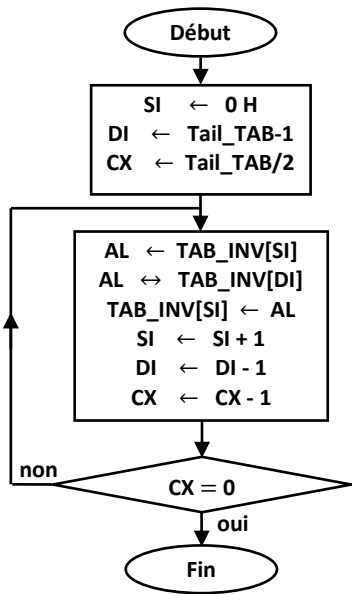 Début
SI ← 0 H
DI ← Tail_TAB-1
CX ← Tail_TAB/2
AL ← TAB_INV[SI]
AL ↔ TAB_INV[DI]
TAB_INV[SI] ← AL
SI ← SI + 1
DI ← DI - 1
CX ← CX - 1
non
CX = 0
oui
Fin